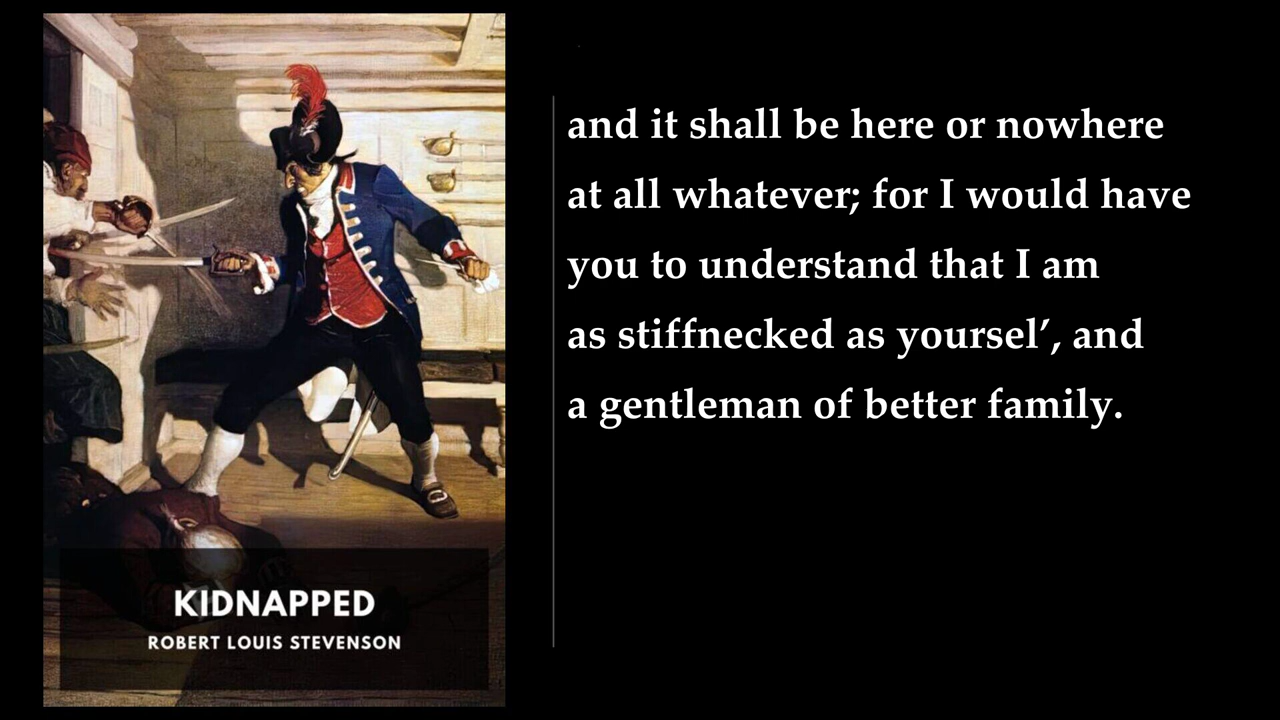 and it shall be here or nowhere
at all whatever; for I would have
you to understand that I am
as stiffnecked as yoursel’, and
a gentleman of better family.
KIDNAPPED
ROBERT LOUIS STEVENSON